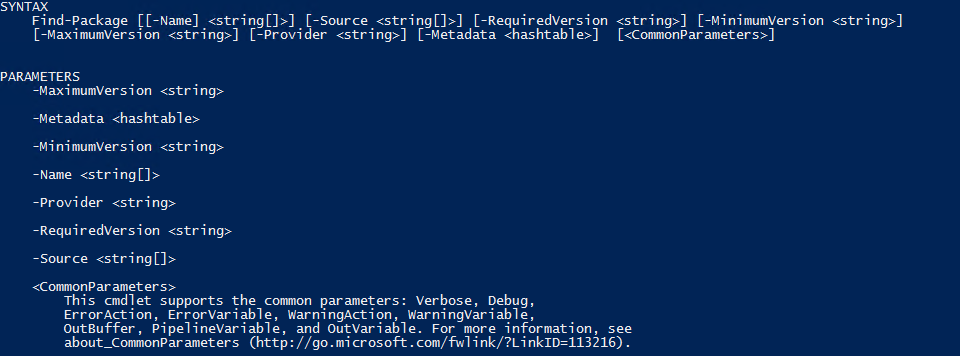 SYNTAX
Find-Package [[-Name] <string[]>] [-Source <string[]>] [-RequiredVersion <string>] [-MinimumVersion <string>]
[-MaximumVersion <string>] [-Provider <string>] [-Metadata <hashtable>]  [<CommonParameters>]
PARAMETERS
-MaximumVersion <string>
-Metadata <hashtable>
-MinimumVersion <string>
-Name <string[]>
-Provider <string>
-RequiredVersion <string>
-Source <string[]>
<CommonParameters>
This cmdlet supports the common parameters: Verbose, Debug,
ErrorAction, ErrorVariable, WarningAction, WarningVariable,
OutBuffer, PipelineVariable, and OutVariable. For more information, see
about_CommonParameters (http://go.microsoft.com/fwlink/?LinkID=113216).